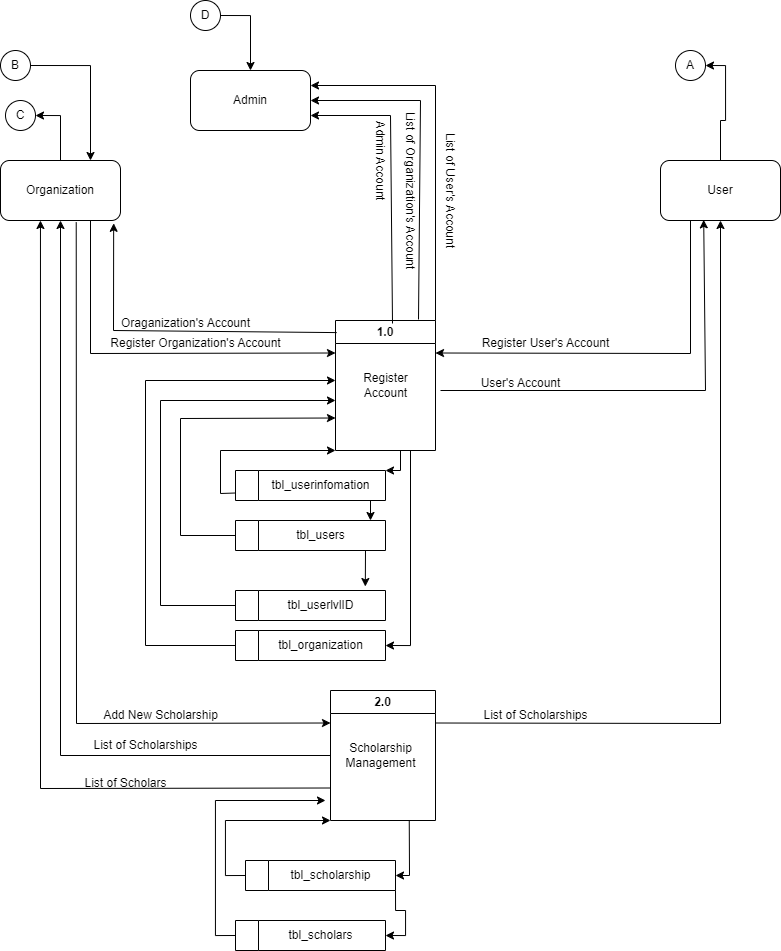 D
B
A
Admin
C
Admin Account
List of Organization's Account
List of User's Account
Organization
User
Oraganization's Account
1.0
Register Organization's Account
Register User's Account
Register
Account
User's Account
tbl_userinfomation
tbl_users
tbl_userlvlID
tbl_organization
2.0
Add New Scholarship
List of Scholarships
List of Scholarships
Scholarship
Management
List of Scholars
tbl_scholarship
tbl_scholars